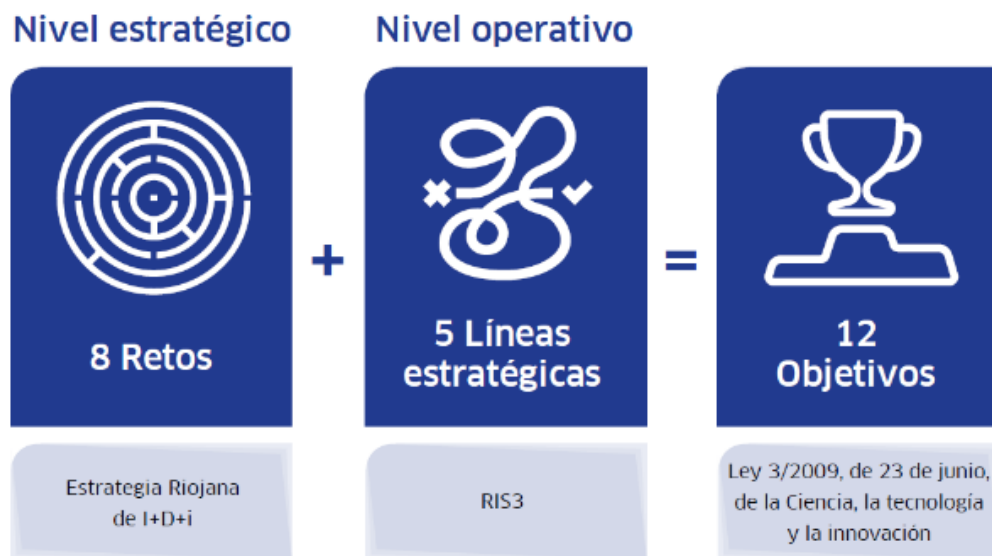 Nivel estratégico
Nivel operativo
8 Retos
+
5 Líneas
estratégicas
=
12
Objetivos
Estrategia Riojana
de I+D+i
RIS3
Ley 3/2009, de 23 de junio,
de la Ciencia, la tecnología
y la innovación